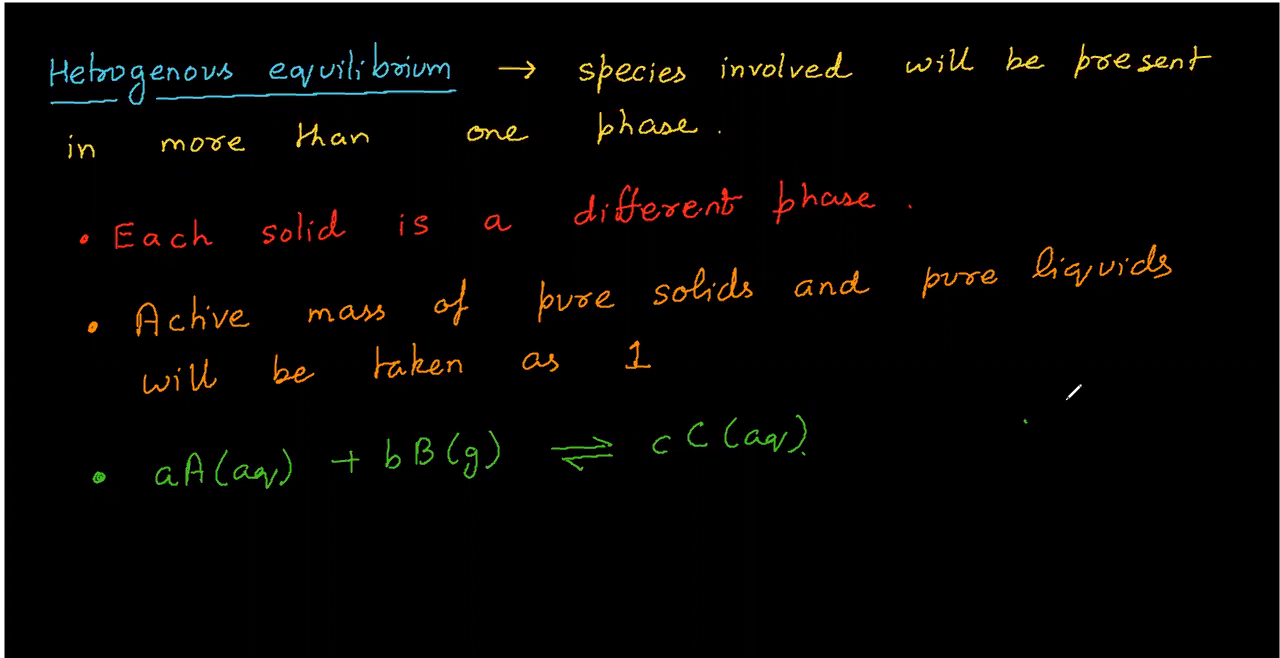 Hetrogenous equilibrium → species involved will be present
in more than one phase.
• Each solid is a different phase.
• Active mass of pure solids and pure liquids
will be taken as 1
• aA(aq) + bB(g) ⇌ cC(aq).